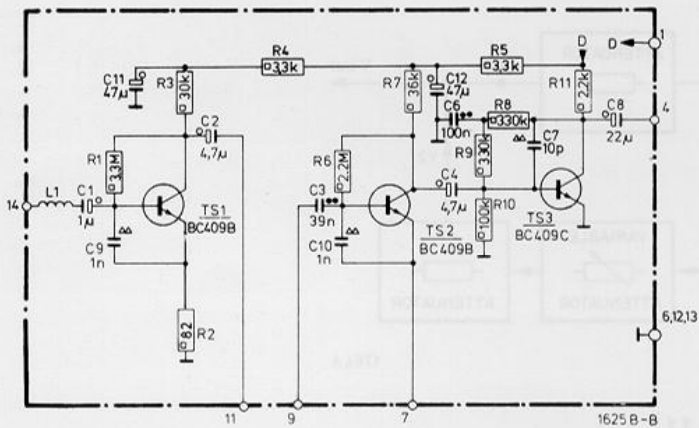 R4
3,3k
R5
3,3k
D
D
1
C11
47µ
R3
30k
R7
36k
C12
47µ
R11
2,2k
C6
100n
R8
330k
C8
22µ
4
C2
4,7µ
R1
3,3M
R6
2,2M
R9
330k
C7
10p
14
L1
C1
1µ
TS1
BC409B
C3
39n
C4
4,7µ
R10
100k
TS3
BC409C
C9
1n
C10
1n
TS2
BC409B
R2
82
6,12,13
11
9
7
1625 B-B